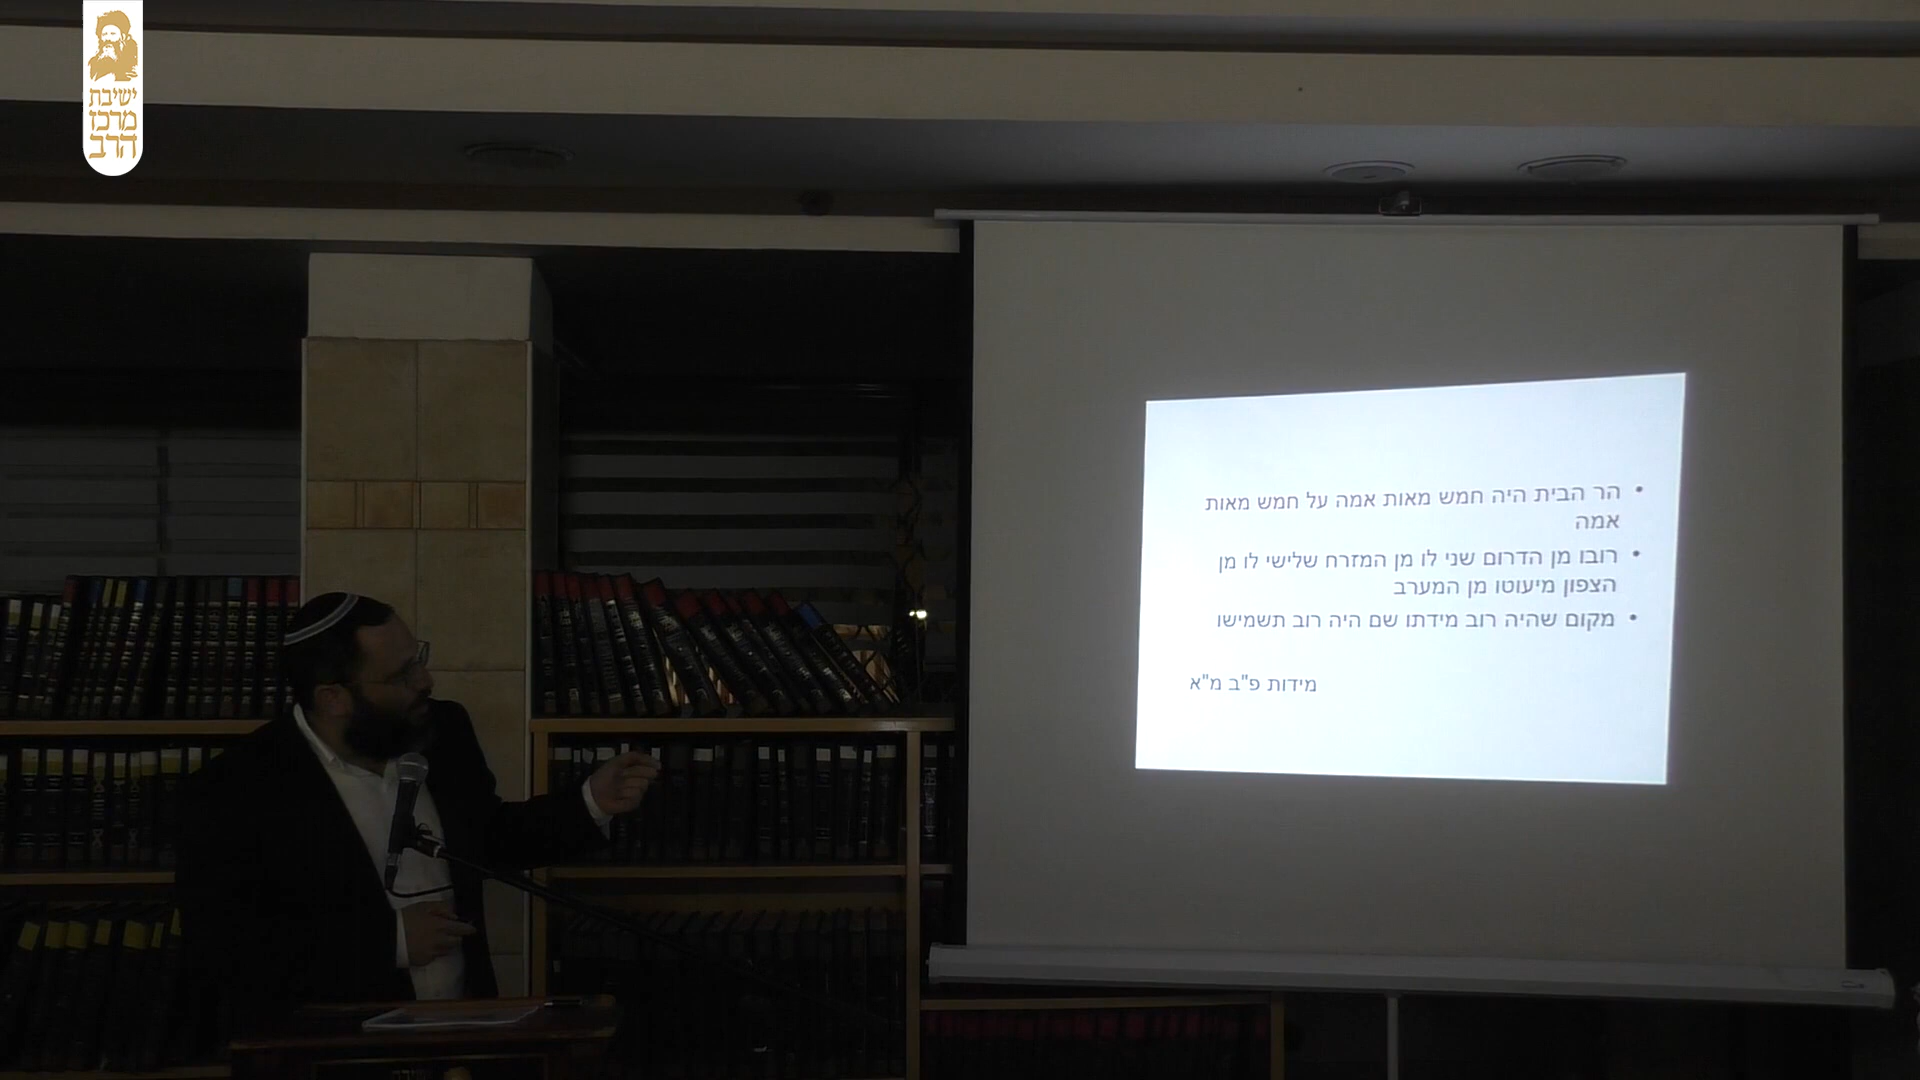 ישיבת
מרכז
הרב
• הר הבית היה חמש מאות אמה על חמש מאות
אמה
• רובו מן הדרום שני לו מן המזרח שלישי לו מן
הצפון מיעוטו מן המערב
• מקום שהיה רוב מידתו שם היה רוב תשמישו
מידות פ"ב מ"א